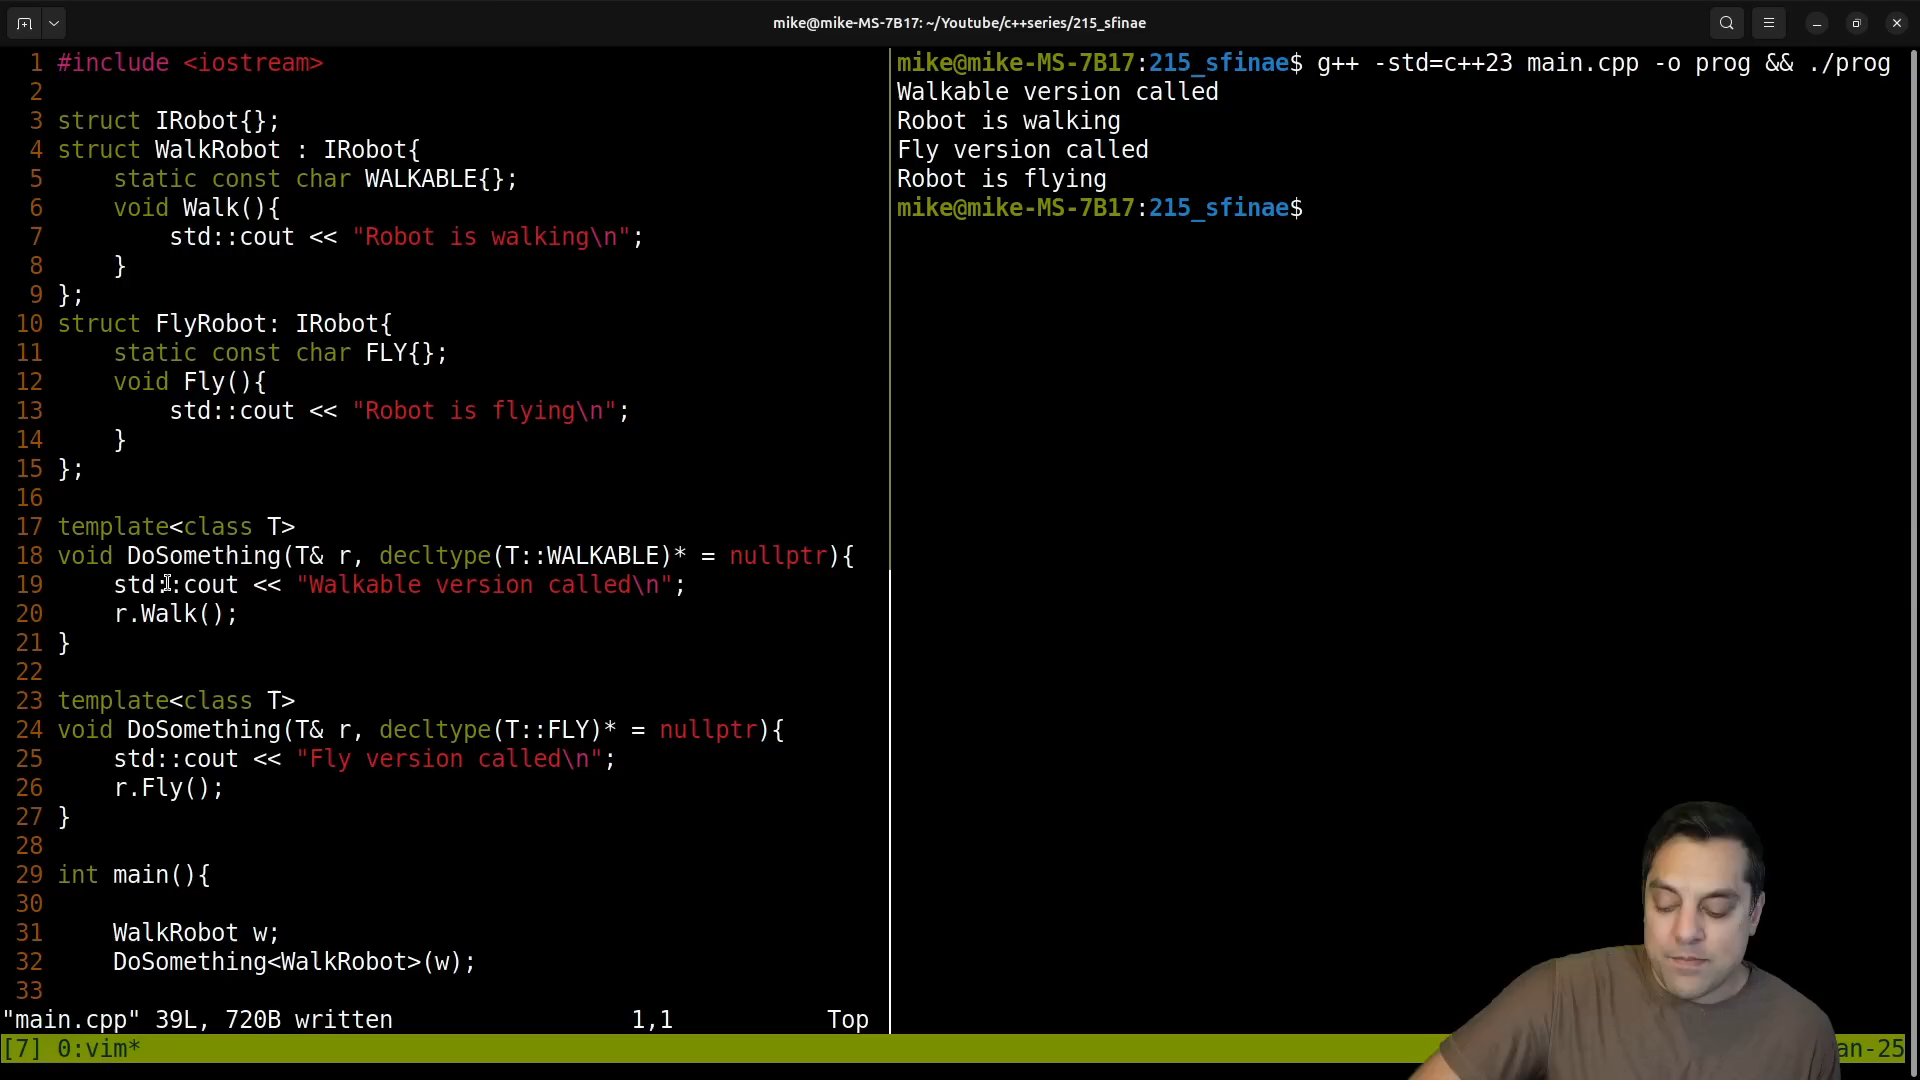 mike@mike-MS-7B17: ~/Youtube/c++series/215_sfinae
1 #include <iostream>
2
3 struct IRobot{};
4 struct WalkRobot : IRobot{
5     static const char WALKABLE{};
6     void Walk(){
7         std::cout << "Robot is walking\n";
8     }
9 };
10 struct FlyRobot: IRobot{
11     static const char FLY{};
12     void Fly(){
13         std::cout << "Robot is flying\n";
14     }
15 };
16
17 template<class T>
18 void DoSomething(T& r, decltype(T::WALKABLE)* = nullptr){
19     std::cout << "Walkable version called\n";
20     r.Walk();
21 }
22
23 template<class T>
24 void DoSomething(T& r, decltype(T::FLY)* = nullptr){
25     std::cout << "Fly version called\n";
26     r.Fly();
27 }
28
29 int main(){
30
31     WalkRobot w;
32     DoSomething<WalkRobot>(w);
33
"main.cpp" 39L, 720B written 1,1 Top
mike@mike-MS-7B17:215_sfinae$ g++ -std=c++23 main.cpp -o prog && ./prog
Walkable version called
Robot is walking
Fly version called
Robot is flying
mike@mike-MS-7B17:215_sfinae$
[7] 0:vim* an-25